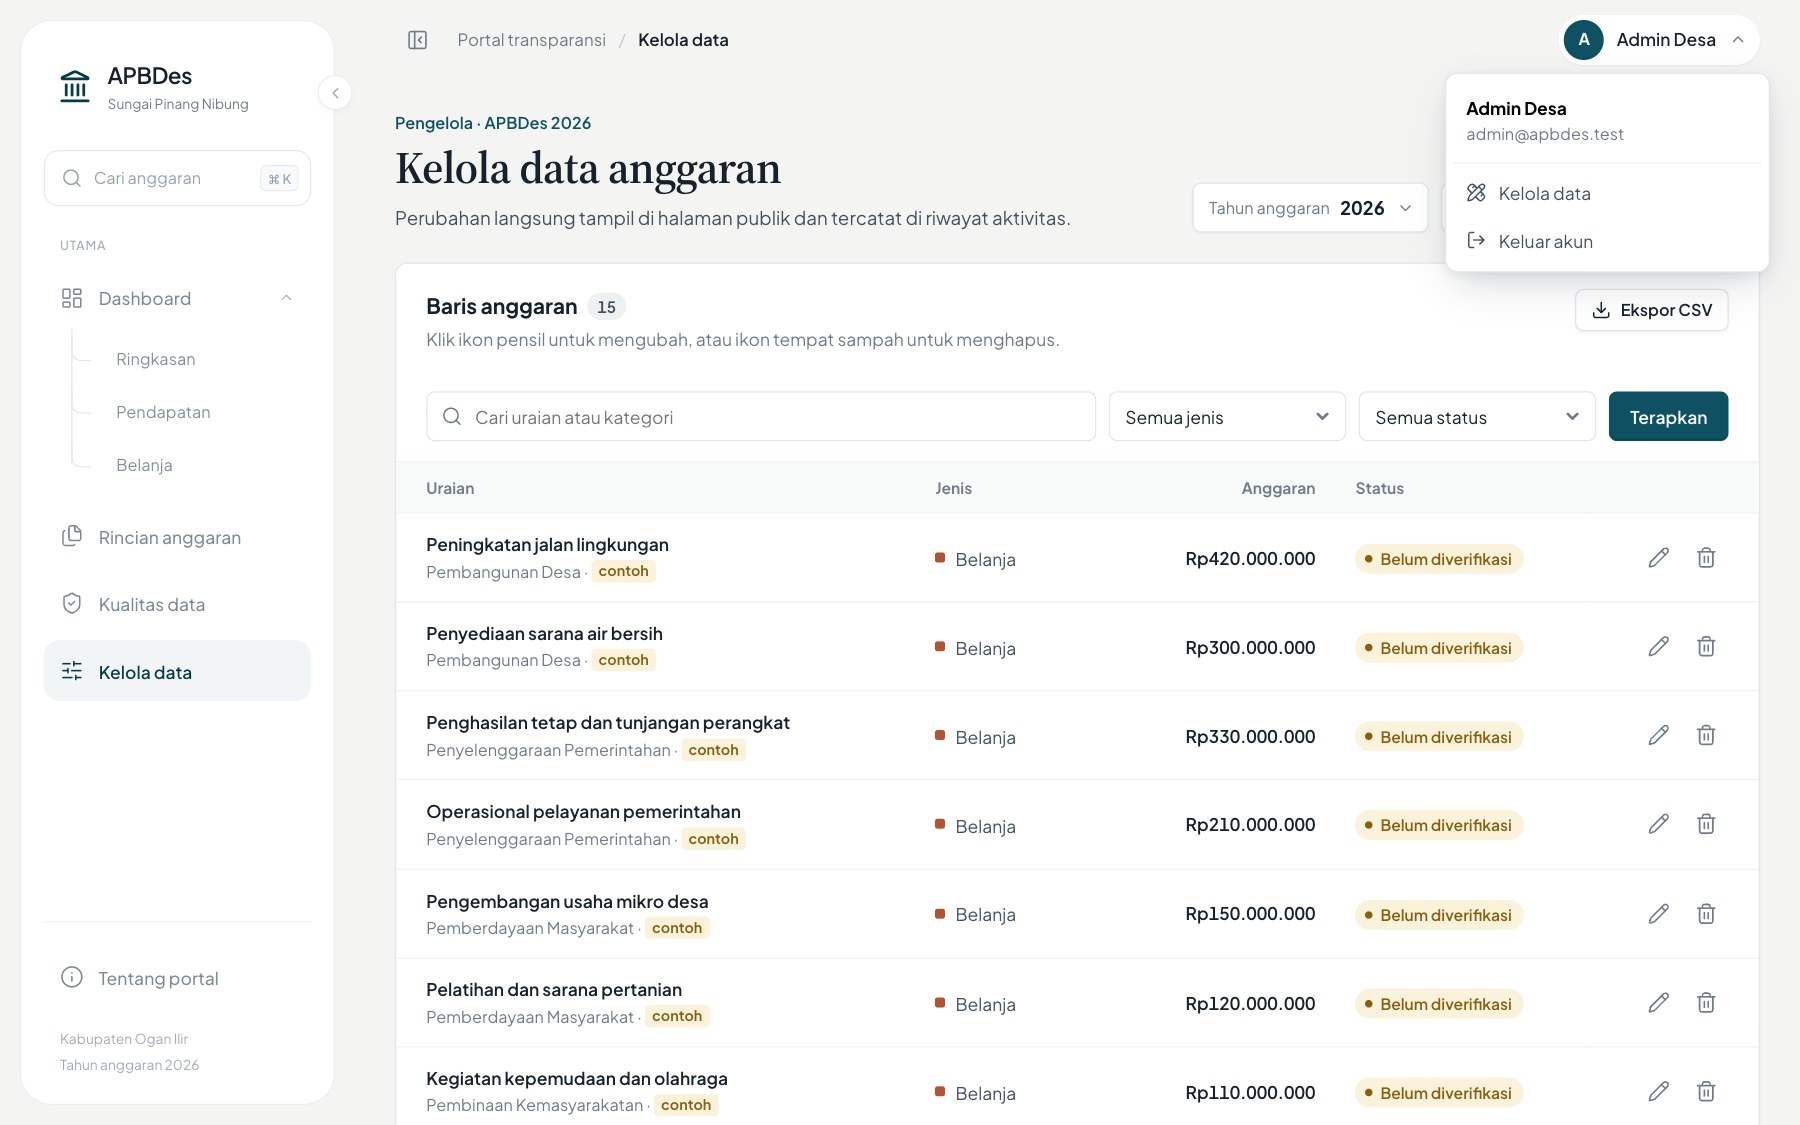 APBDes
Sungai Pinang Nibung
Cari anggaran
⌘ K
UTAMA
Dashboard
Ringkasan
Pendapatan
Belanja
Rincian anggaran
Kualitas data
Kelola data
Tentang portal
Kabupaten Ogan Ilir
Tahun anggaran 2026
Portal transparansi / Kelola data
A Admin Desa
Admin Desa
admin@apbdes.test
Kelola data
Keluar akun
Pengelola · APBDes 2026
Kelola data anggaran
Perubahan langsung tampil di halaman publik dan tercatat di riwayat aktivitas.
Tahun anggaran 2026
Baris anggaran 15
Klik ikon pensil untuk mengubah, atau ikon tempat sampah untuk menghapus.
Ekspor CSV
Cari uraian atau kategori
Semua jenis
Semua status
Terapkan
Uraian Jenis Anggaran Status
Peningkatan jalan lingkungan
Pembangunan Desa · contoh
Belanja Rp420.000.000 Belum diverifikasi
Penyediaan sarana air bersih
Pembangunan Desa · contoh
Belanja Rp300.000.000 Belum diverifikasi
Penghasilan tetap dan tunjangan perangkat
Penyelenggaraan Pemerintahan · contoh
Belanja Rp330.000.000 Belum diverifikasi
Operasional pelayanan pemerintahan
Penyelenggaraan Pemerintahan · contoh
Belanja Rp210.000.000 Belum diverifikasi
Pengembangan usaha mikro desa
Pemberdayaan Masyarakat · contoh
Belanja Rp150.000.000 Belum diverifikasi
Pelatihan dan sarana pertanian
Pemberdayaan Masyarakat · contoh
Belanja Rp120.000.000 Belum diverifikasi
Kegiatan kepemudaan dan olahraga
Pembinaan Kemasyarakatan · contoh
Belanja Rp110.000.000 Belum diverifikasi